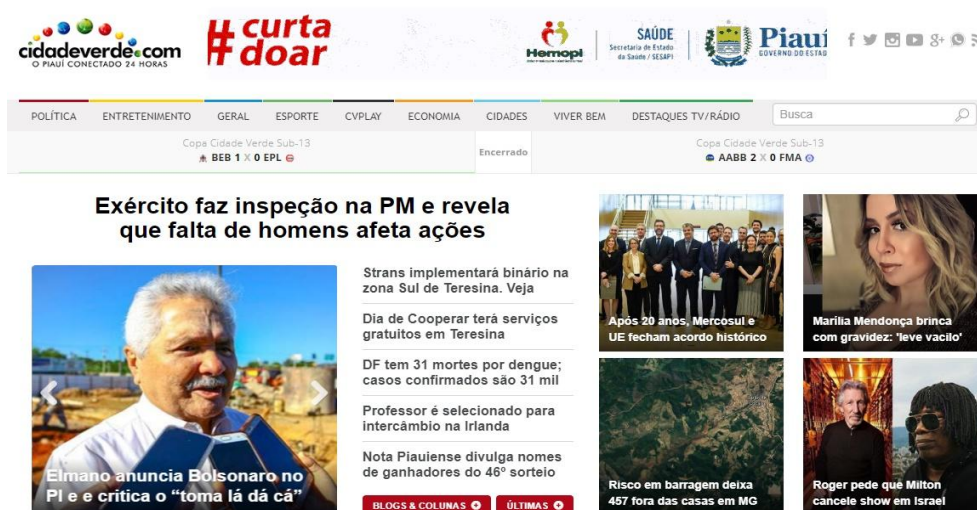 cidadeverde.com
O PIAUÍ CONECTADO 24 HORAS
#curta
doar
Hemopi
SAÚDE
Secretaria de Estado
da Saúde / SESAPI
Piauí
GOVERNO DO ESTAD
POLÍTICA ENTRETENIMENTO GERAL ESPORTE CVPLAY ECONOMIA CIDADES VIVER BEM DESTAQUES TV/RÁDIO Busca
Copa Cidade Verde Sub-13
BEB 1 X 0 EPL
Encerrado
Copa Cidade Verde Sub-13
AABB 2 X 0 FMA
Exército faz inspeção na PM e revela
que falta de homens afeta ações
Elmano anuncia Bolsonaro no
PI e e critica o “toma lá dá cá”
Strans implementará binário na
zona Sul de Teresina. Veja
Dia de Cooperar terá serviços
gratuitos em Teresina
DF tem 31 mortes por dengue;
casos confirmados são 31 mil
Professor é selecionado para
intercâmbio na Irlanda
Nota Piauiense divulga nomes
de ganhadores do 46º sorteio
BLOGS & COLUNAS ÚLTIMAS
Após 20 anos, Mercosul e
UE fecham acordo histórico
Marília Mendonça brinca
com gravidez: 'leve vacilo'
Risco em barragem deixa
457 fora das casas em MG
Roger pede que Milton
cancele show em Israel